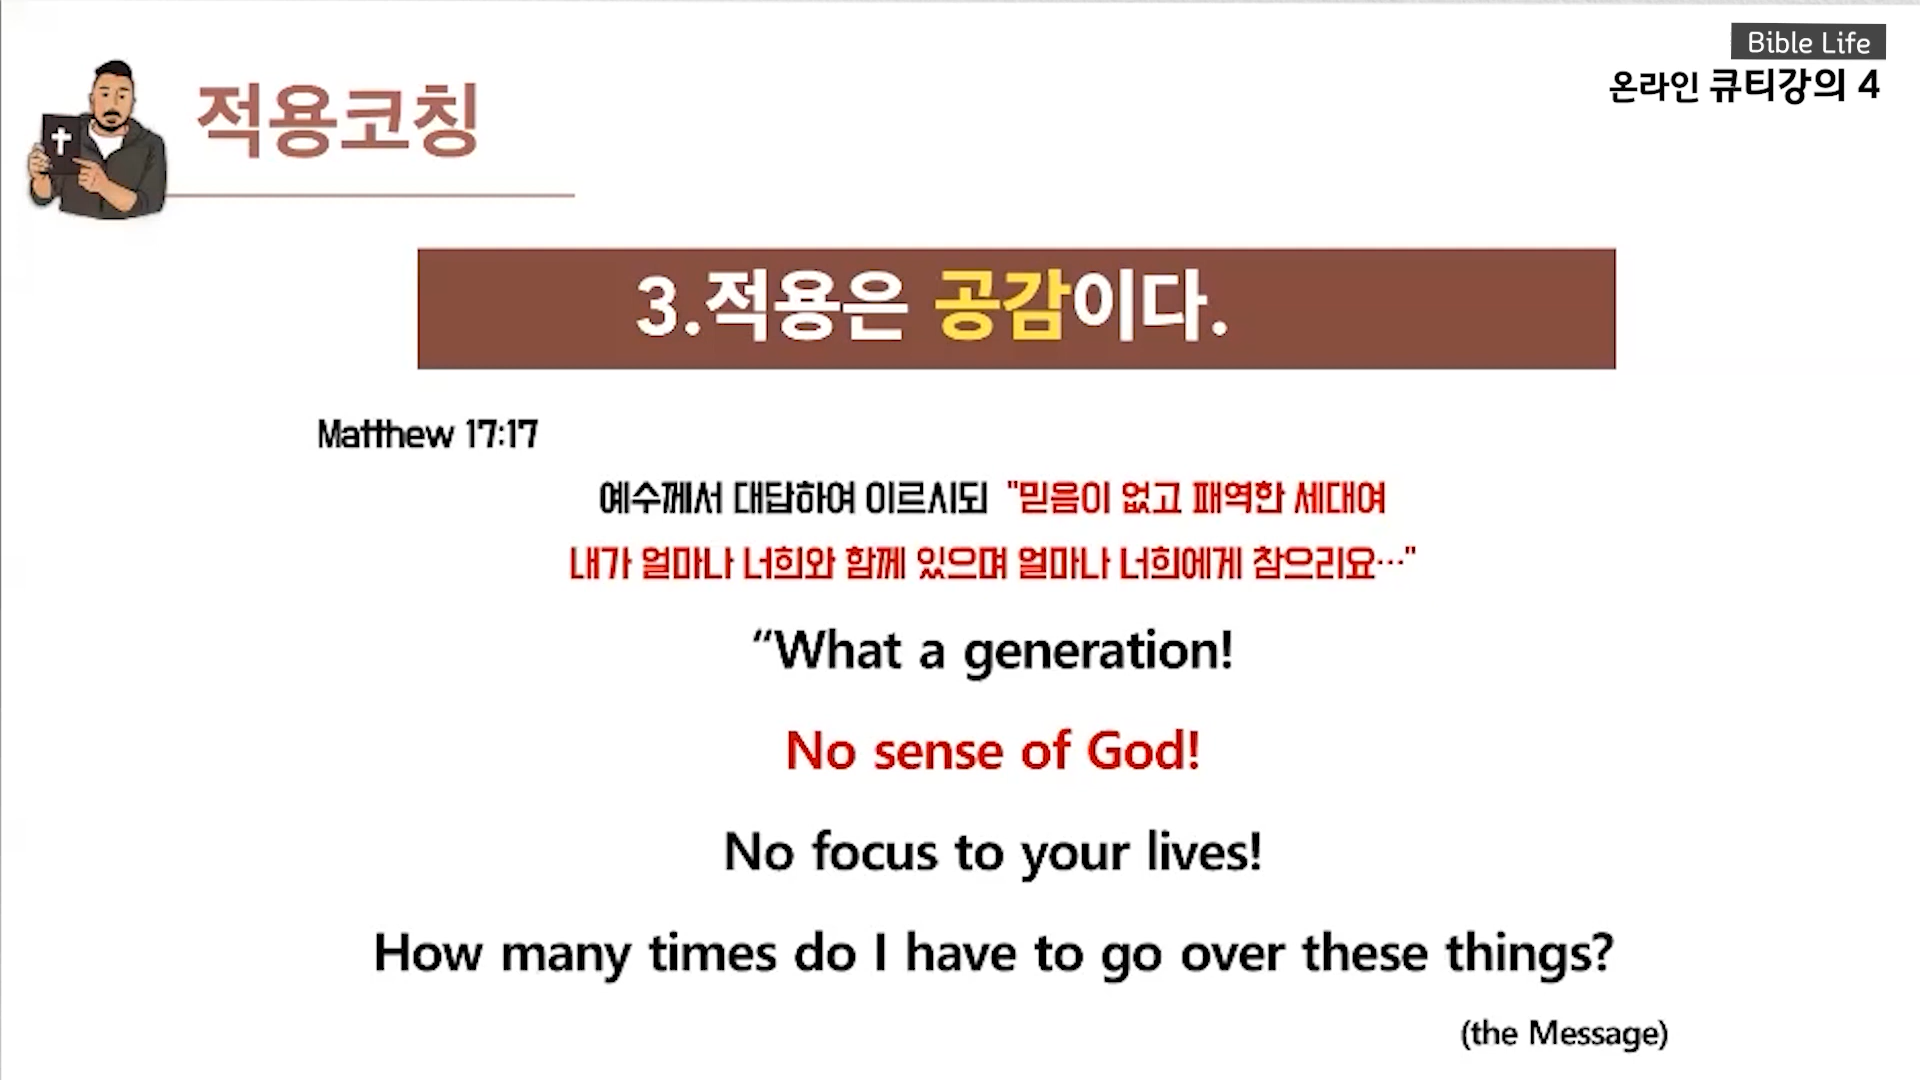 Bible Life
온라인 큐티강의 4
적용코칭
3.적용은 공감이다.
Matthew 17:17
예수께서 대답하여 이르시되 "믿음이 없고 패역한 세대여
내가 얼마나 너희와 함께 있으며 얼마나 너희에게 참으리요…"
“What a generation!
No sense of God!
No focus to your lives!
How many times do I have to go over these things?
(the Message)